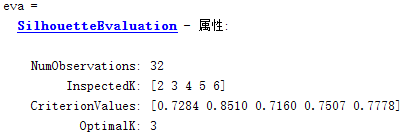 eva =
SilhouetteEvaluation - 属性:
NumObservations: 32
InspectedK: [2 3 4 5 6]
CriterionValues: [0.7284 0.8510 0.7160 0.7507 0.7778]
OptimalK: 3